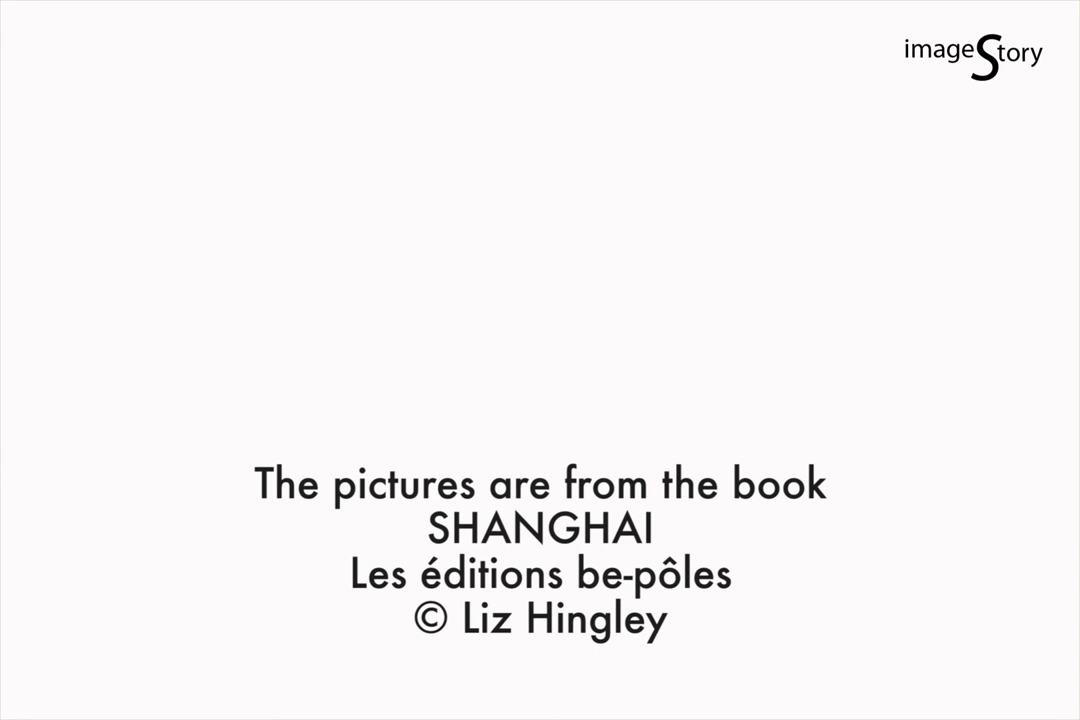 imageStory
The pictures are from the book
SHANGHAI
Les éditions be-pôles
© Liz Hingley